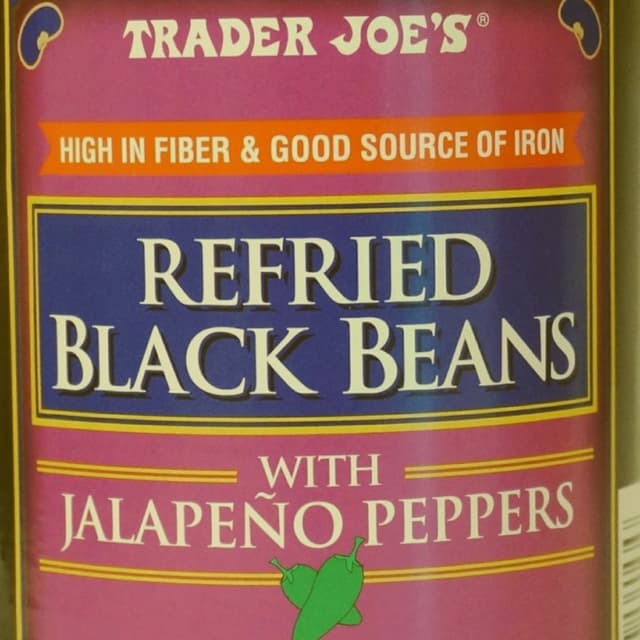 TRADER JOE'S®
HIGH IN FIBER & GOOD SOURCE OF IRON
REFRIED
BLACK BEANS
WITH
JALAPEÑO PEPPERS